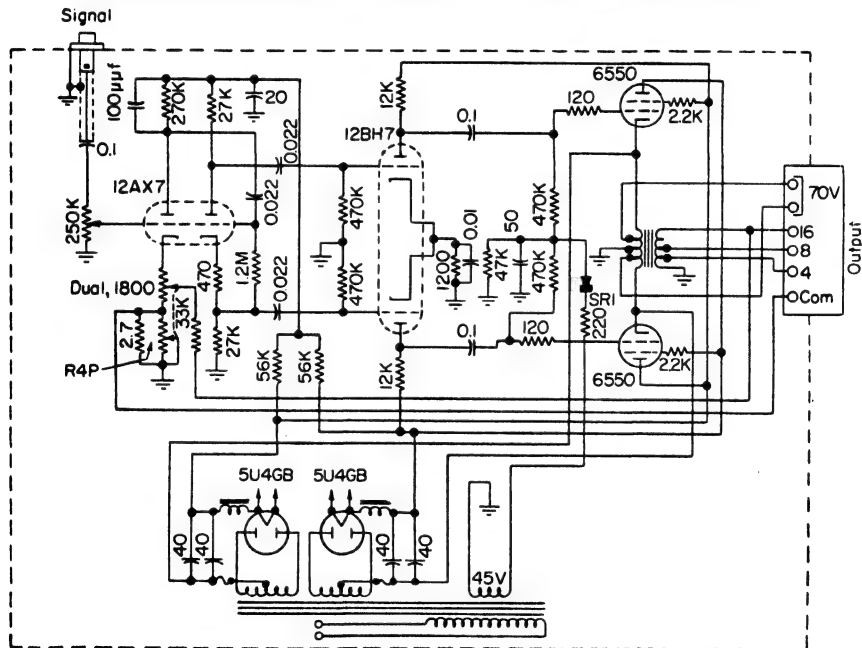 Signal
6550
100µµf
270K
27K
20
12K
0.1
120
2.2K
12BH7
0.1
0.022
12AX7
70V
250K
0.022
470K
470K
16
0.01
50
8
470
1.2M
1200
47K
470K
4
Output
Dual, 1800
0.022
470K
SR1
Com
33K
220
2.7
27K
0.1
120
R4P
56K
56K
12K
2.2K
6550
5U4GB
5U4GB
40
40
40
40
45V